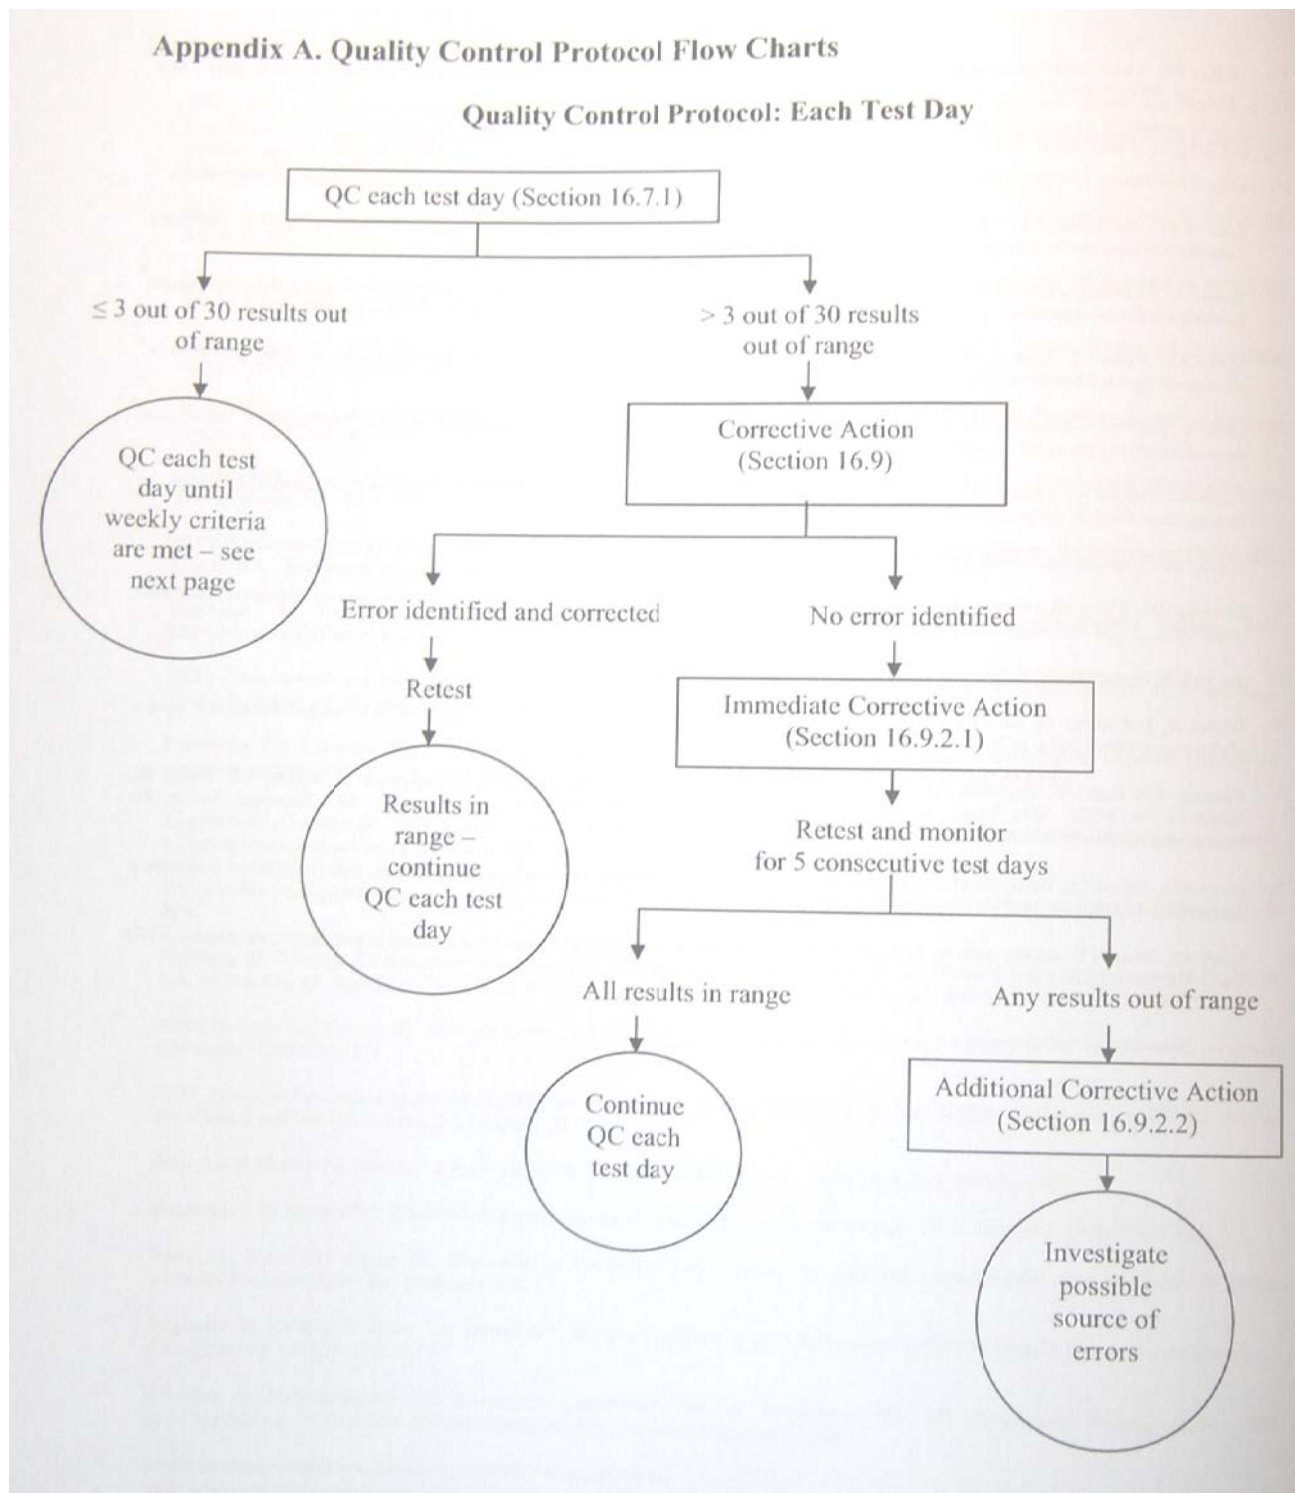 Appendix A. Quality Control Protocol Flow Charts
Quality Control Protocol: Each Test Day
QC each test day (Section 16.7.1)
≤ 3 out of 30 results out
of range
> 3 out of 30 results
out of range
QC each test
day until
weekly criteria
are met – see
next page
Corrective Action
(Section 16.9)
Error identified and corrected
No error identified
Retest
Immediate Corrective Action
(Section 16.9.2.1)
Results in
range –
continue
QC each test
day
Retest and monitor
for 5 consecutive test days
All results in range
Any results out of range
Continue
QC each
test day
Additional Corrective Action
(Section 16.9.2.2)
Investigate
possible
source of
errors